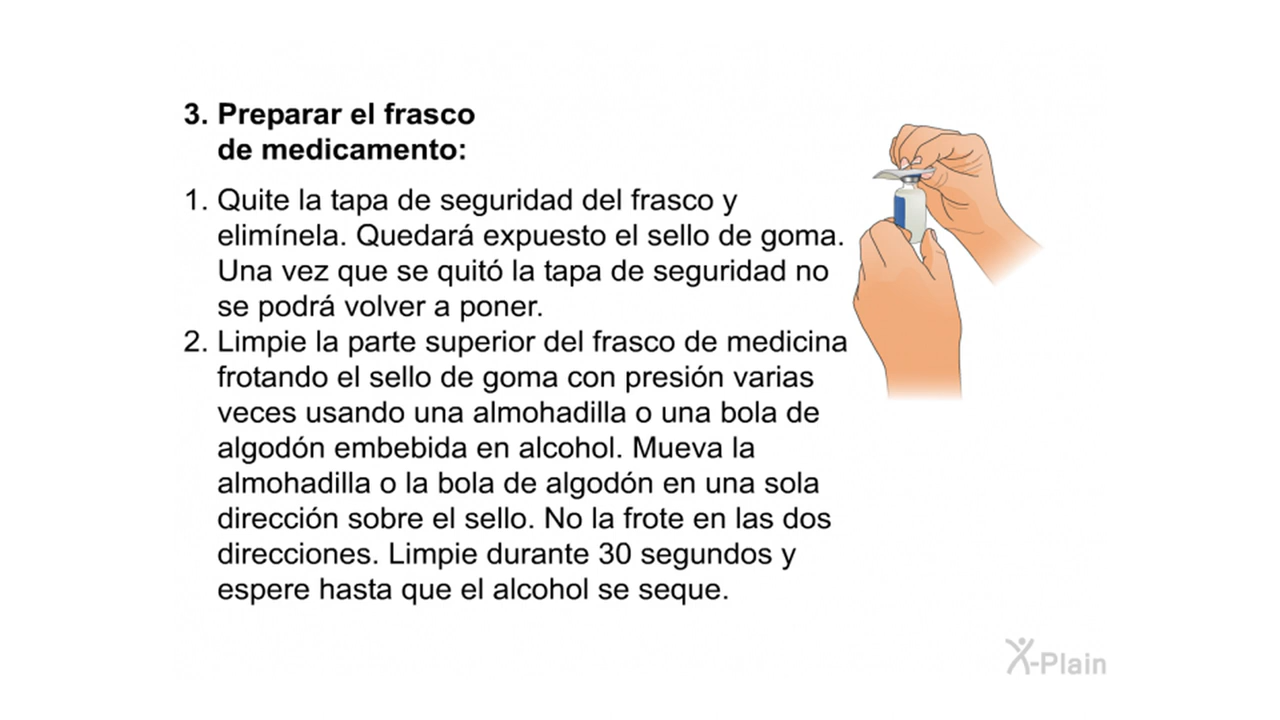 3. Preparar el frasco
de medicamento:
1. Quite la tapa de seguridad del frasco y
elimínela. Quedará expuesto el sello de goma.
Una vez que se quitó la tapa de seguridad no
se podrá volver a poner.
2. Limpie la parte superior del frasco de medicina
frotando el sello de goma con presión varias
veces usando una almohadilla o una bola de
algodón embebida en alcohol. Mueva la
almohadilla o la bola de algodón en una sola
dirección sobre el sello. No la frote en las dos
direcciones. Limpie durante 30 segundos y
espere hasta que el alcohol se seque.
X-Plain